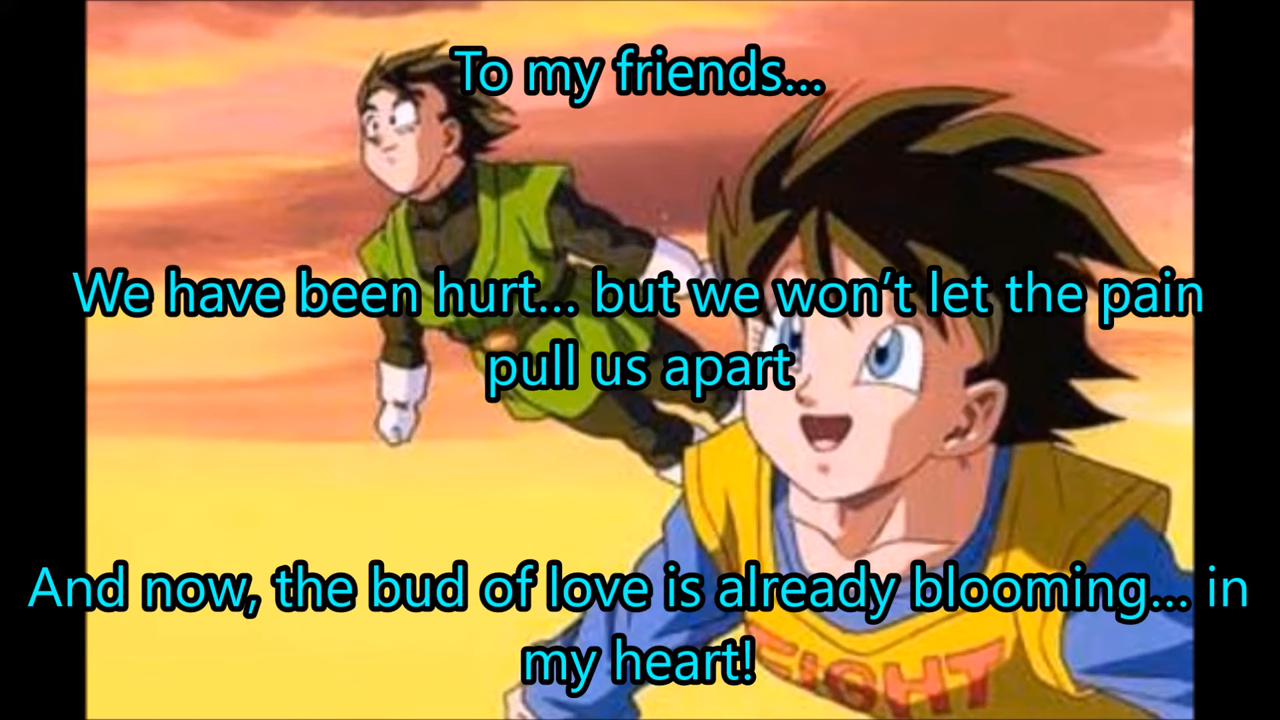 To my friends...
We have been hurt... but we won't let the pain
pull us apart
And now, the bud of love is already blooming... in
my heart!
FIGHT